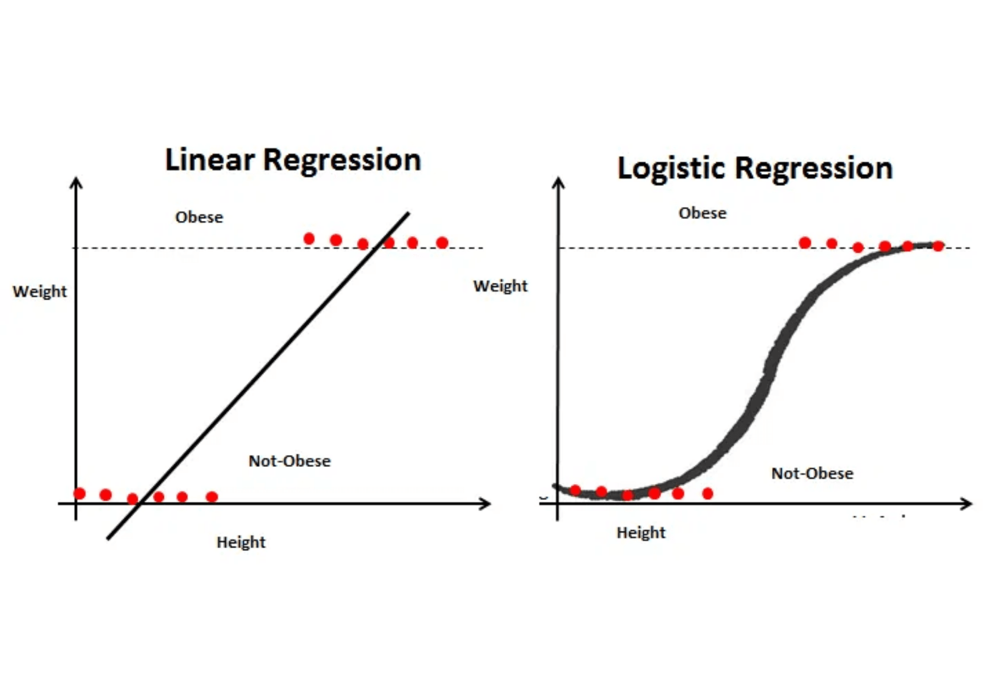 Linear Regression
Obese
Weight
Not-Obese
Height
Logistic Regression
Obese
Weight
Not-Obese
Height